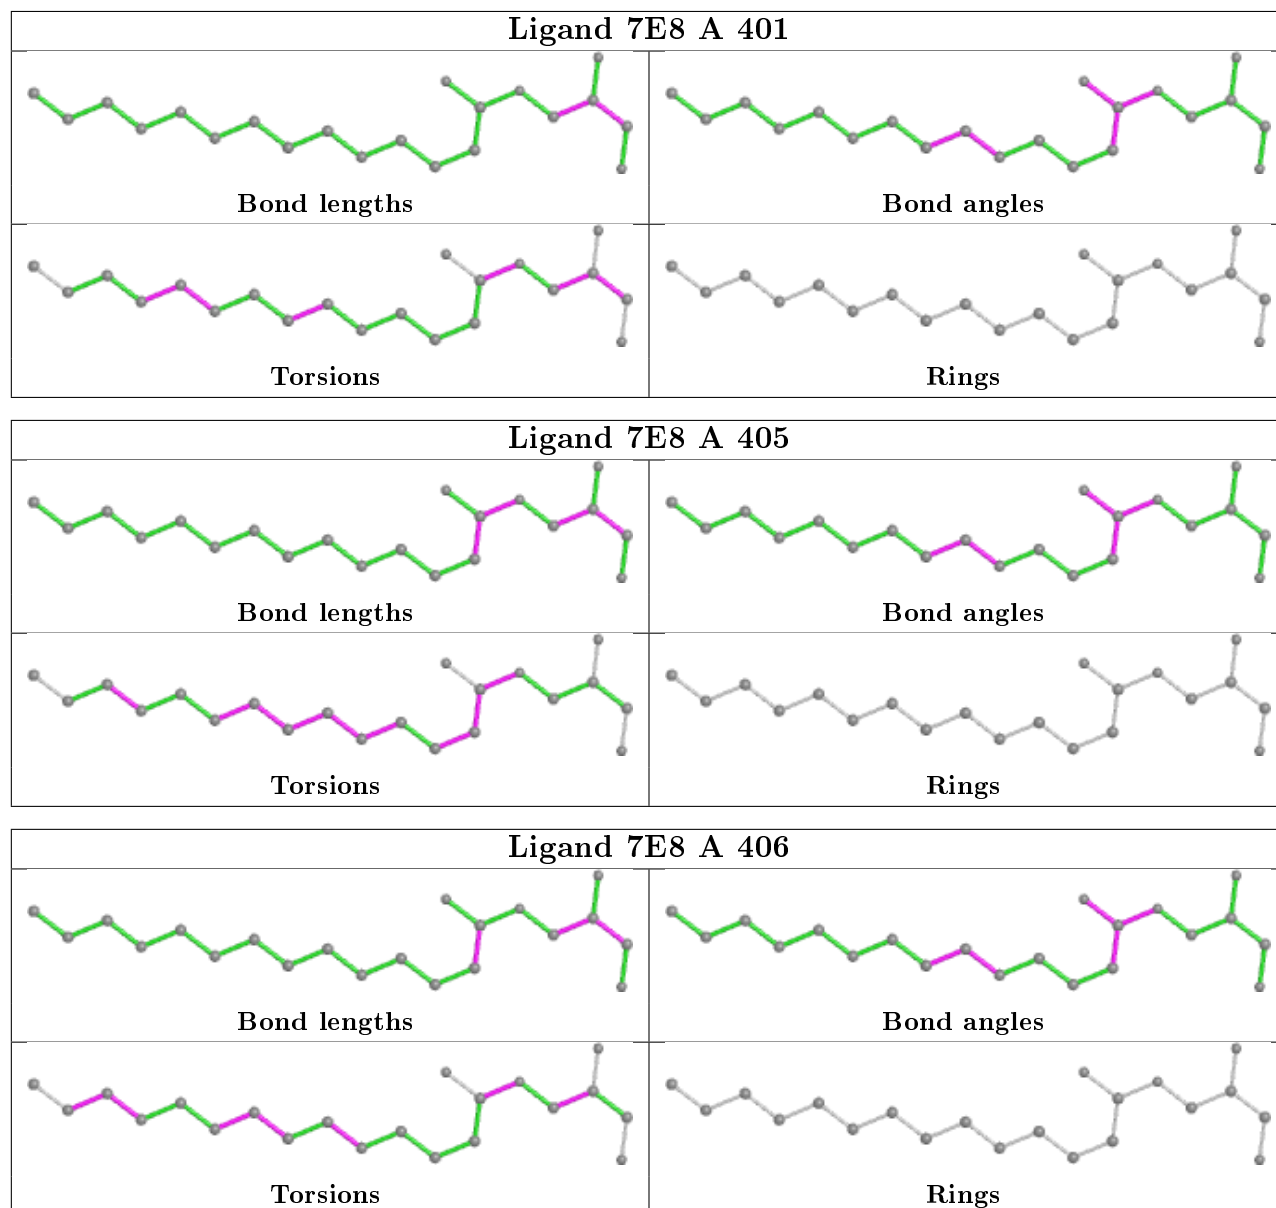 Ligand 7E8 A 401
Bond lengths
Bond angles
Torsions
Rings
Ligand 7E8 A 405
Bond lengths
Bond angles
Torsions
Rings
Ligand 7E8 A 406
Bond lengths
Bond angles
Torsions
Rings